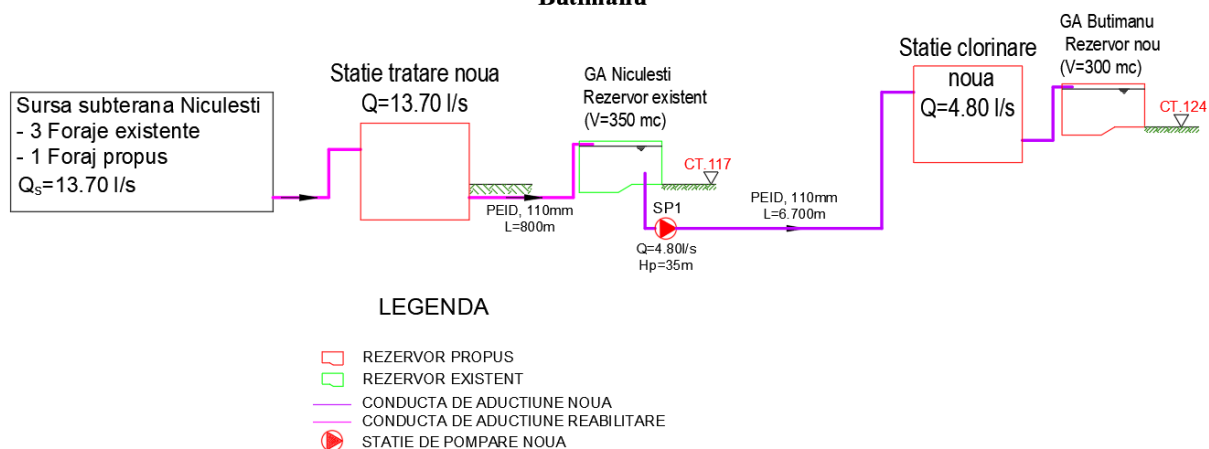 Butimanu
Sursa subterana Niculesti
- 3 Foraje existente
- 1 Foraj propus
Qs=13.70 l/s
Statie tratare noua
Q=13.70 l/s
PEID, 110mm
L=800m
GA Niculesti
Rezervor existent
(V=350 mc)
CT.117
SP1
Q=4.80l/s
Hp=35m
PEID, 110mm
L=6.700m
Statie clorinare
noua
Q=4.80 l/s
GA Butimanu
Rezervor nou
(V=300 mc)
CT.124
LEGENDA
REZERVOR PROPUS
REZERVOR EXISTENT
CONDUCTA DE ADUCTIUNE NOUA
CONDUCTA DE ADUCTIUNE REABILITARE
STATIE DE POMPARE NOUA